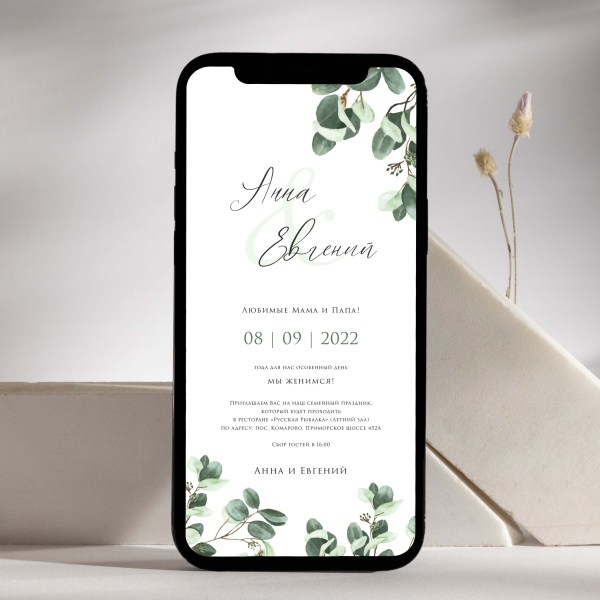 Анна
&
Евгений
Любимые Мама и Папа!
08 | 09 | 2022
года для нас особенный день
мы женимся!
Приглашаем Вас на наш семейный праздник,
который будет проходить
в ресторане «Русская Рыбалка» (Летний зал)
по адресу: пос. Комарово, Приморское шоссе 452А.
Сбор гостей в 16:00
Анна и Евгений